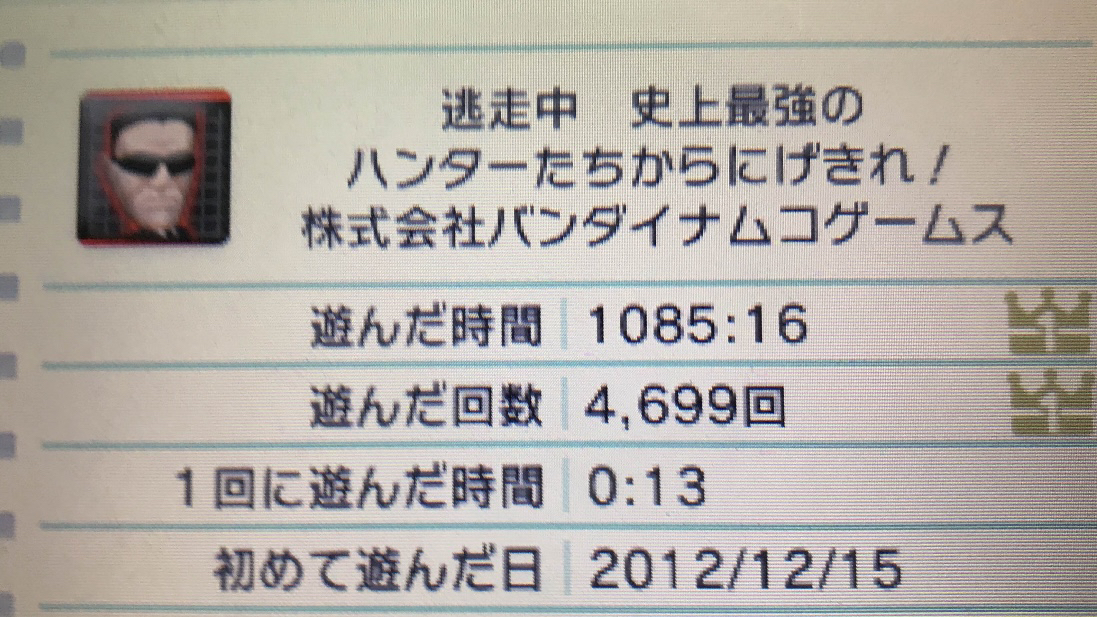 逃走中 史上最強の
ハンターたちからにげきれ！
株式会社バンダイナムコゲームス
遊んだ時間 1085:16
遊んだ回数 4,699回
1回に遊んだ時間 0:13
初めて遊んだ日 2012/12/15